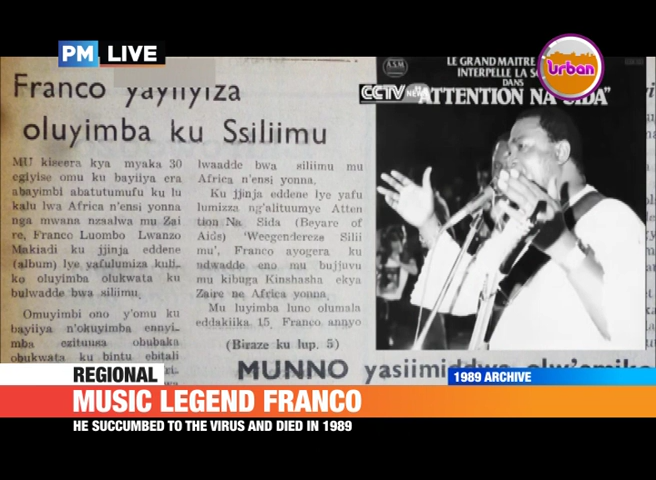 PM LIVE
Urban
Franco yayiiyiza
oluyimba ku Ssiliimu
MU kiseera kya myaka 30
egiyise omu ku bayiiya era
abayimbi abatutumufu ku lu
kalu lwa Africa n'ensi yonna
nga mwana nzsalwa mu Zai
re, Franco Luombo Lwanzo
Makiadi ku jjinja eddene
(album) lye yafulumiza
ko oluyimba olukwata ku
bulwadde bwa siliimu.
Omuyimbi ono y'omu ku
bayiiya n'okuyimba ennyi-
mba ezituusa obubaka
obukwata ku bintu ebitali
lwaadde bwa siliimu mu
Africa n'ensi yonna.
Ku jjinja eddene lye yafu
lumiza ng'alituumye Atten
tion Na Sida (Beyare of
Aids) 'Weegendereze Silii
mu', Franco ayogera ku
ndwadde eno mu bujjuvu
mu kibuga Kinshasha ekya
Zaire ne Africa yonna.
Mu luyimba luno olumala
eddakiika 15, Franco annyo
(Biraze ku lup. 5)
MUNNO yasiimiddwa
A.S.M.
LE GRAND MAITRE
INTERPELLE LA
DANS
"ATTENTION NA SIDA"
CCTV NEWS
1989 ARCHIVE
REGIONAL
MUSIC LEGEND FRANCO
HE SUCCUMBED TO THE VIRUS AND DIED IN 1989